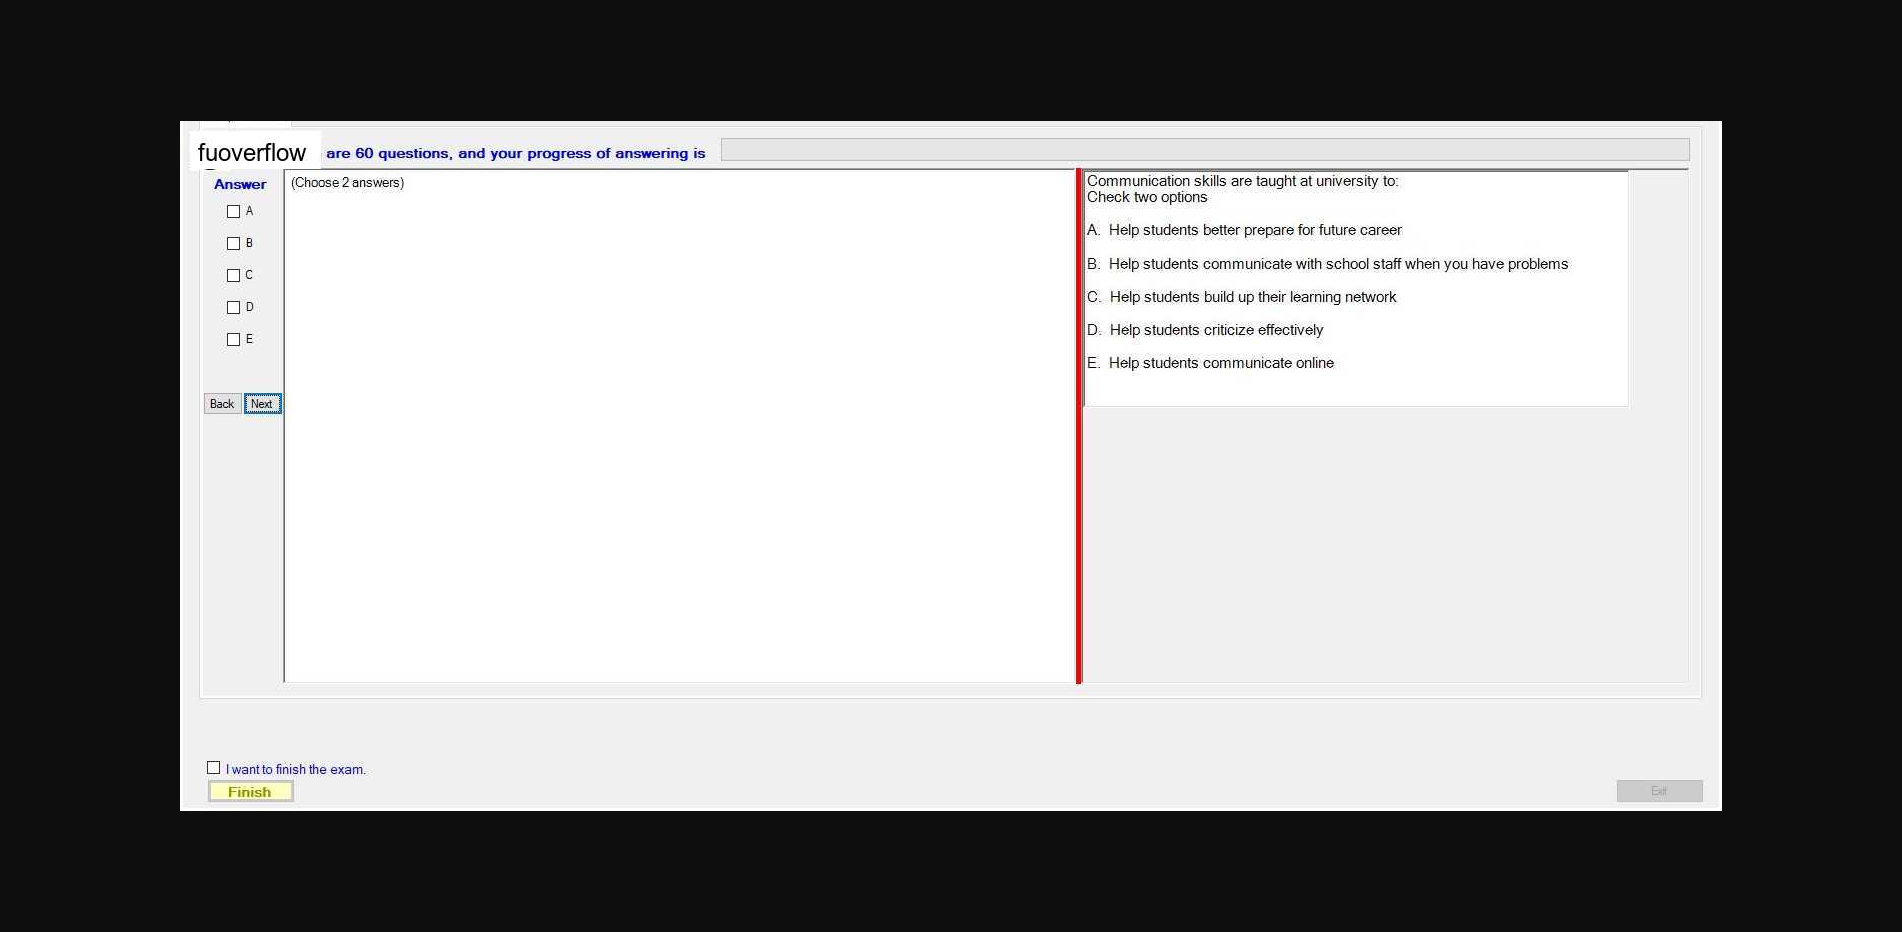 fuoverflow are 60 questions, and your progress of answering is
Answer
A
B
C
D
E
Back Next
(Choose 2 answers)
Communication skills are taught at university to:
Check two options
A. Help students better prepare for future career
B. Help students communicate with school staff when you have problems
C. Help students build up their learning network
D. Help students criticize effectively
E. Help students communicate online
I want to finish the exam.
Finish
Exit